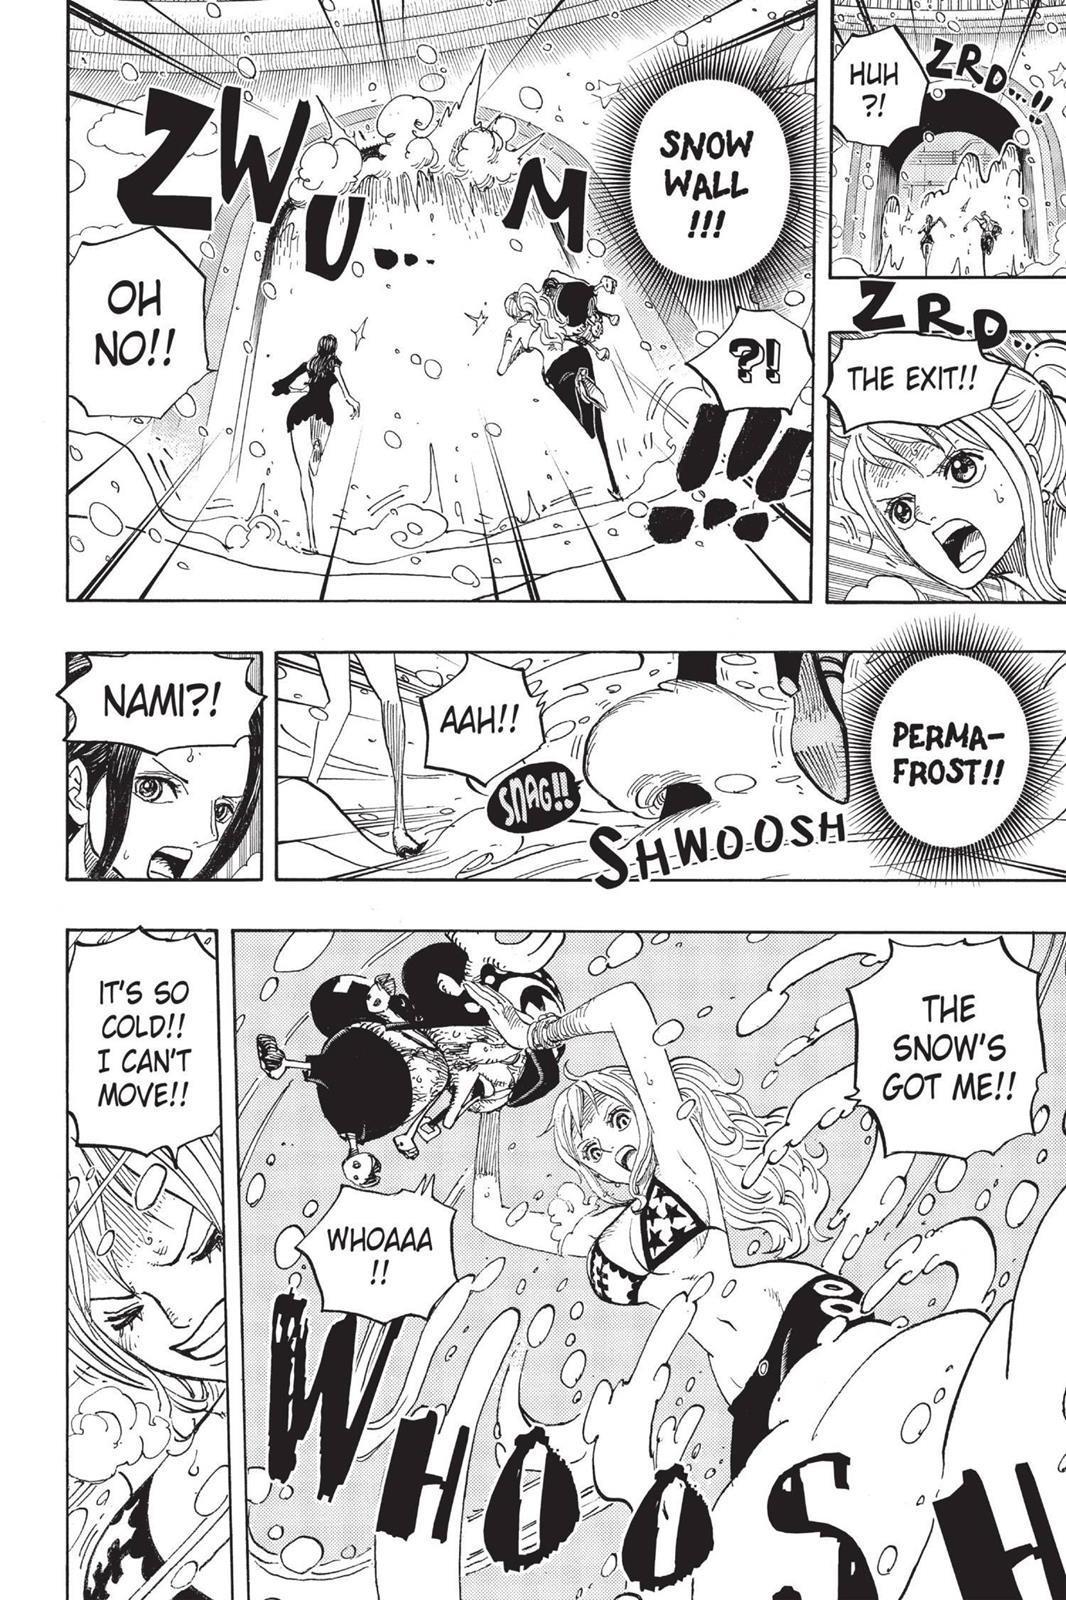 HUH
?!
ZRD...!!
ZRD...
THE EXIT!!
SNOW
WALL
!!!
ZWUM...
?!
!!!...!!
OH
NO!!
PERMA-
FROST!!
SHWOOSH
AAH!!
SNAG!!
NAMI?!
THE
SNOW'S
GOT ME!!
WHOAAA
!!
WHOOSH
IT'S SO
COLD!!
I CAN'T
MOVE!!